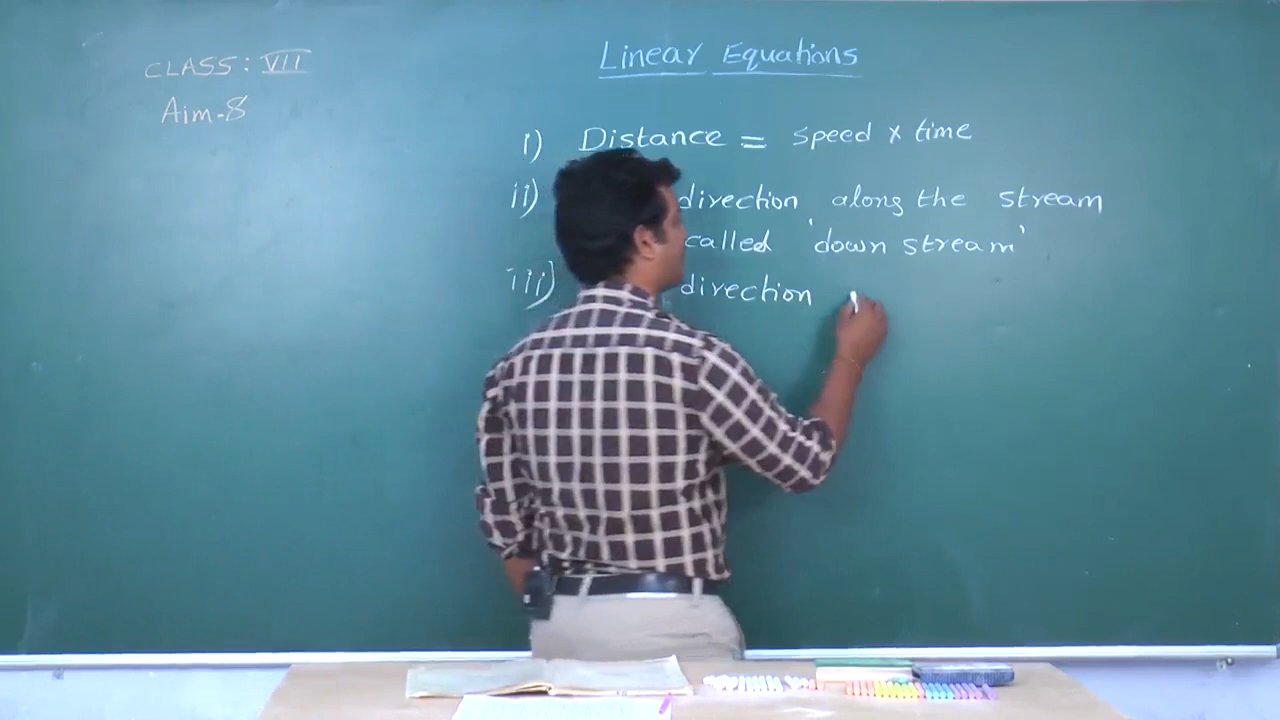 CLASS: VII
Aim-8
Linear Equations
i) Distance = speed x time
ii) direction along the stream
called 'down stream'
iii) direction